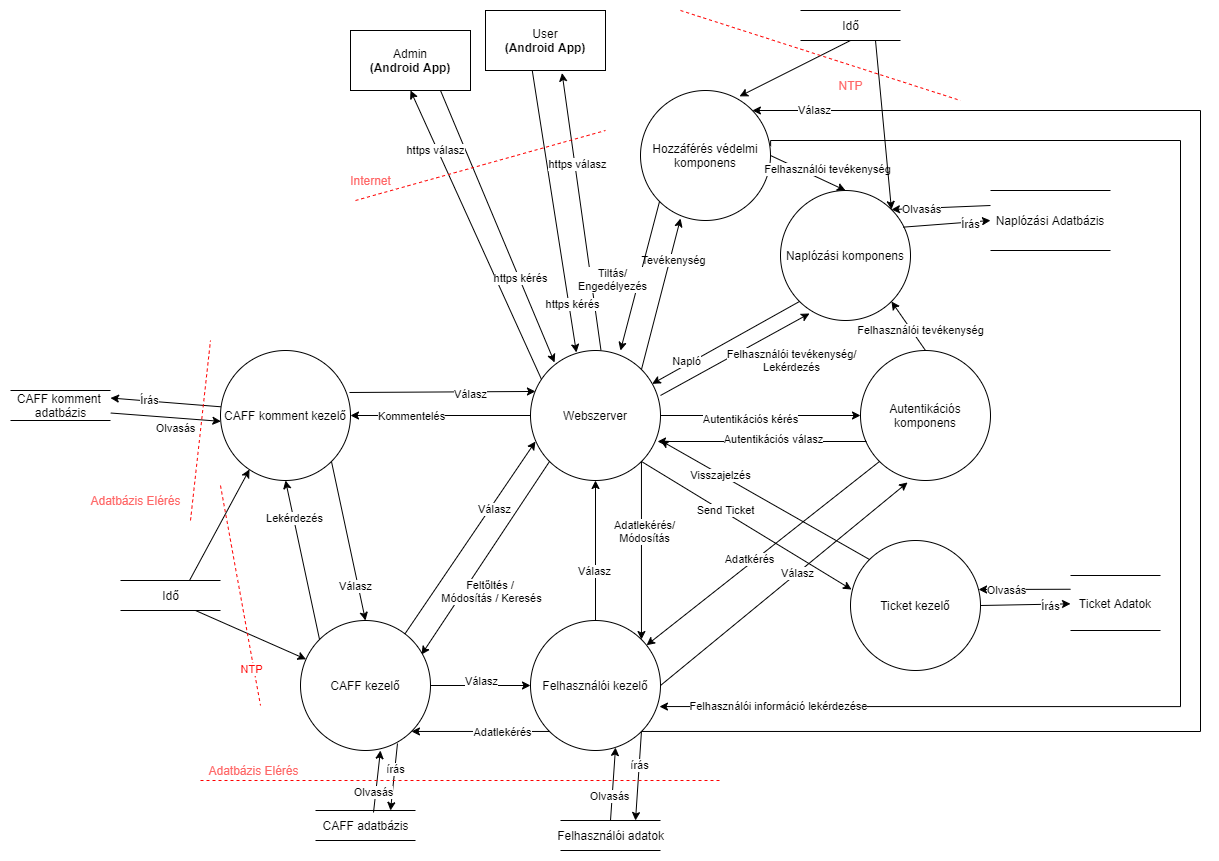 User
(Android App)
Idő
Admin
(Android App)
NTP
Válasz
https válasz
https válasz
Hozzáférés védelmi
komponens
Felhasználói tevékenység
Internet
Olvasás
Írás
Naplózási Adatbázis
Naplózási komponens
Tevékenység
Tiltás/
Engedélyezés
https kérés
https kérés
Felhasználói tevékenység
Napló
Felhasználói tevékenység/
Lekérdezés
CAFF komment
adatbázis
Írás
Olvasás
CAFF komment kezelő
Válasz
Kommentelés
Webszerver
Autentikációs kérés
Autentikációs válasz
Autentikációs
komponens
Adatbázis Elérés
Visszajelzés
Send Ticket
Lekérdezés
Válasz
Adatlekérés/
Módosítás
Adatkérés
Válasz
Válasz
Válasz
Feltöltés /
Módosítás / Keresés
Idő
Olvasás
Írás
Ticket kezelő
Ticket Adatok
NTP
CAFF kezelő
Válasz
Felhasználói kezelő
Felhasználói információ lekérdezése
Adatlekérés
Adatbázis Elérés
írás
Olvasás
írás
Olvasás
CAFF adatbázis
Felhasználói adatok